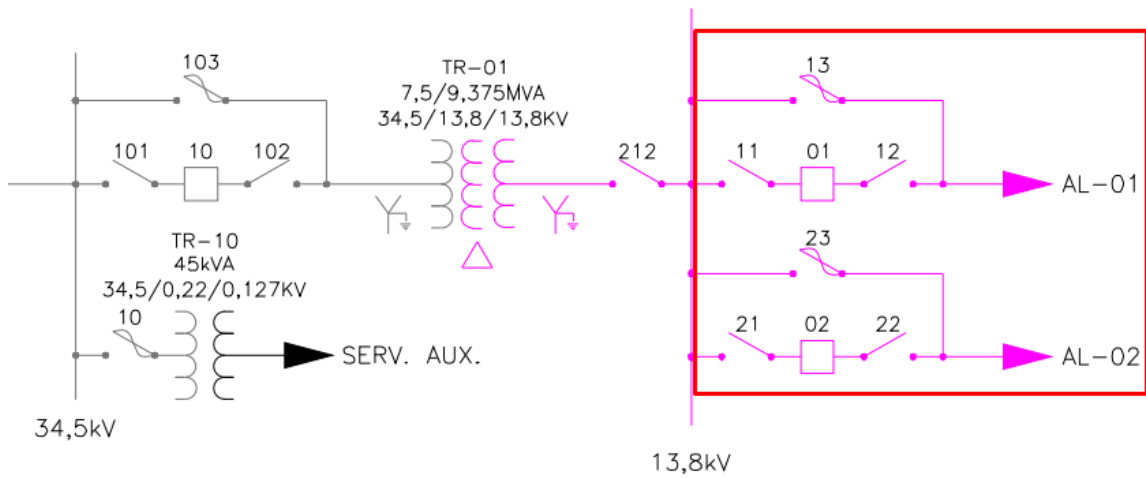 103
101
10
102
TR-01
7,5/9,375MVA
34,5/13,8/13,8KV
212
13
11
01
12
AL-01
TR-10
45kVA
34,5/0,22/0,127KV
10
SERV. AUX.
23
21
02
22
AL-02
34,5kV
13,8kV